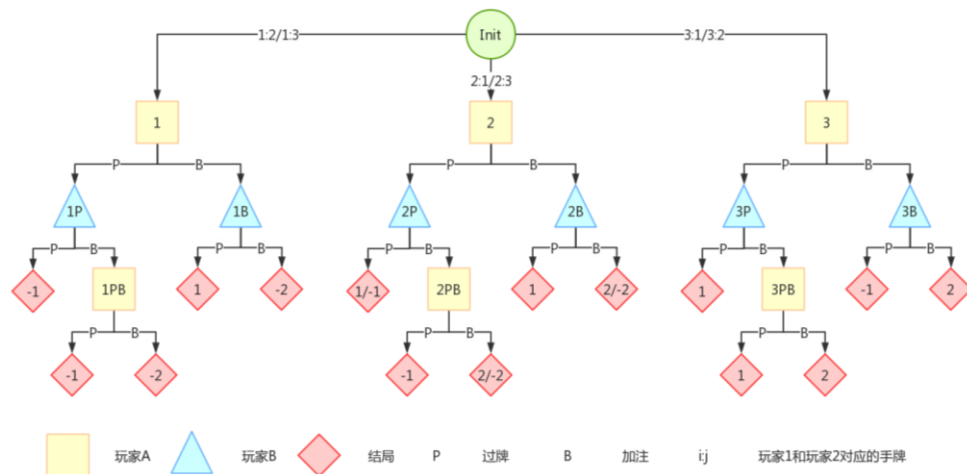 Init
1:2/1:3
3:1/3:2
2:1/2:3
1
2
3
P B P B P B
1P 1B 2P 2B 3P 3B
P B P B P B P B P B P B
-1 1PB 1 -2 1/-1 2PB 1 2/-2 1 3PB -1 2
P B P B P B
-1 -2 -1 2/-2 1 2
玩家A 玩家B 结局 P 过牌 B 加注 i:j 玩家1和玩家2对应的手牌